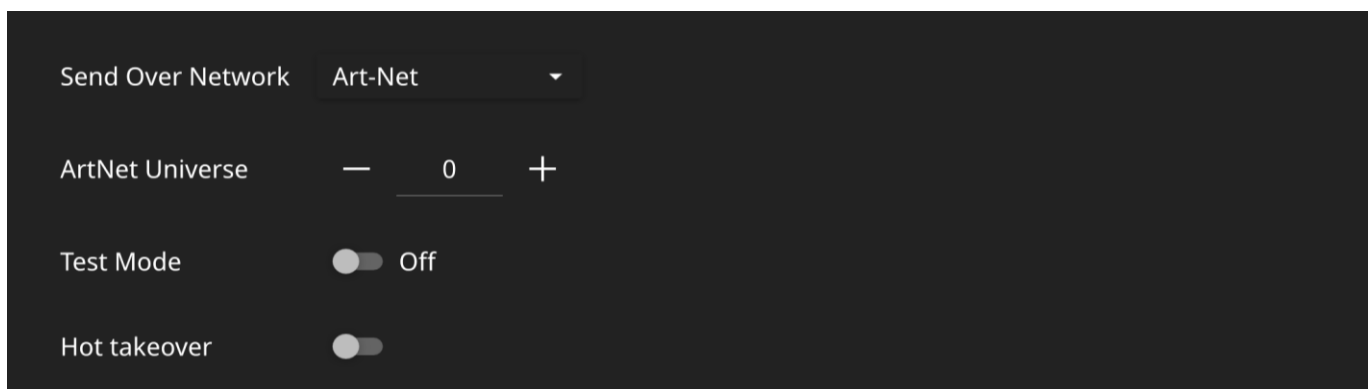 Send Over Network Art-Net
ArtNet Universe — 0 +
Test Mode Off
Hot takeover